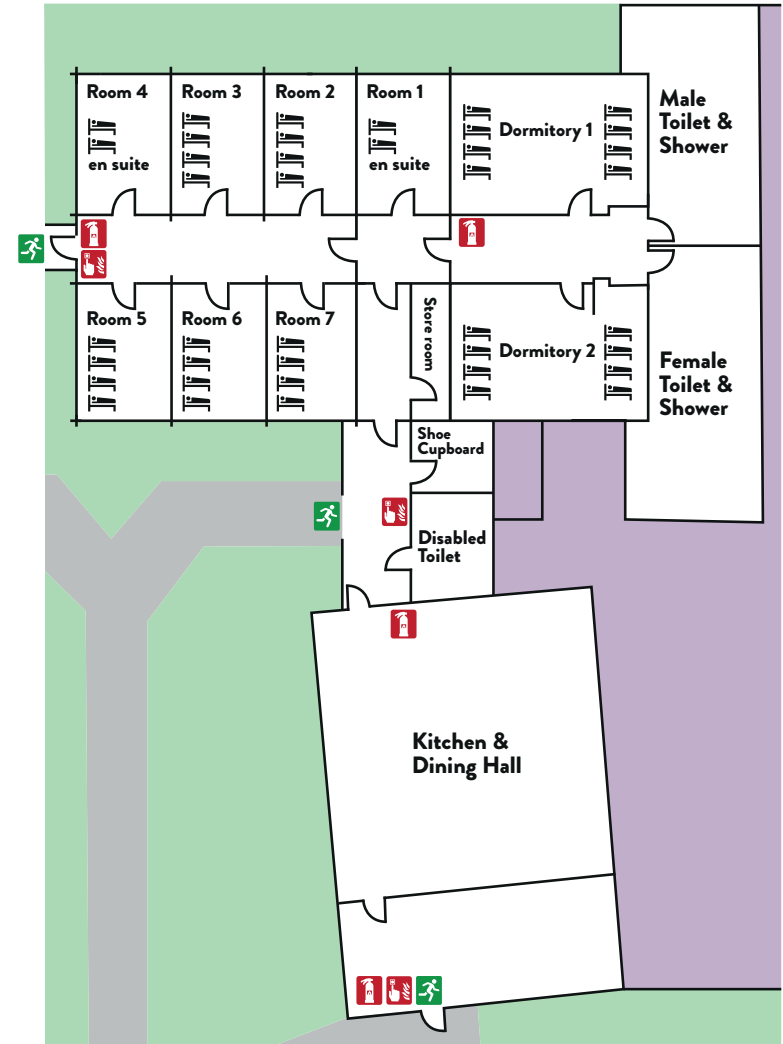 Room 4
Room 3
Room 2
Room 1
en suite
en suite
Dormitory 1
Male
Toilet &
Shower
Room 5
Room 6
Room 7
Store room
Dormitory 2
Female
Toilet &
Shower
Shoe
Cupboard
Disabled
Toilet
Kitchen &
Dining Hall